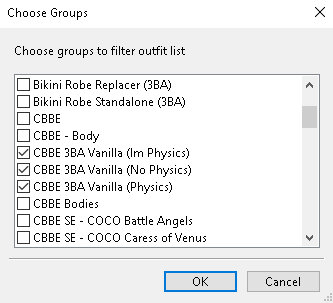 Choose Groups
Choose groups to filter outfit list
Bikini Robe Replacer (3BA)
Bikini Robe Standalone (3BA)
CBBE
CBBE - Body
CBBE 3BA Vanilla (Im Physics)
CBBE 3BA Vanilla (No Physics)
CBBE 3BA Vanilla (Physics)
CBBE Bodies
CBBE SE - COCO Battle Angels
CBBE SE - COCO Caress of Venus
OK
Cancel